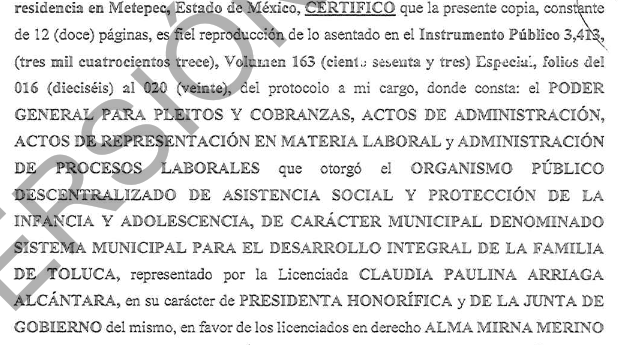 residencia en Metepec, Estado de México, CERTIFICO que la presente copia, constante
de 12 (doce) páginas, es fiel reproducción de lo asentado en el Instrumento Público 3,413,
(tres mil cuatrocientos trece), Volumen 163 (ciento sesenta y tres) Especial, folios del
016 (dieciséis) al 020 (veinte), del protocolo a mi cargo, donde consta: el PODER
GENERAL PARA PLEITOS Y COBRANZAS, ACTOS DE ADMINISTRACIÓN,
ACTOS DE REPRESENTACIÓN EN MATERIA LABORAL y ADMINISTRACIÓN
DE PROCESOS LABORALES que otorgó el ORGANISMO PÚBLICO
DESCENTRALIZADO DE ASISTENCIA SOCIAL Y PROTECCIÓN DE LA
INFANCIA Y ADOLESCENCIA, DE CARÁCTER MUNICIPAL DENOMINADO
SISTEMA MUNICIPAL PARA EL DESARROLLO INTEGRAL DE LA FAMILIA
DE TOLUCA, representado por la Licenciada CLAUDIA PAULINA ARRIAGA
ALCÁNTARA, en su carácter de PRESIDENTA HONORÍFICA y DE LA JUNTA DE
GOBIERNO del mismo, en favor de los licenciados en derecho ALMA MIRNA MERINO
ERSIÓN